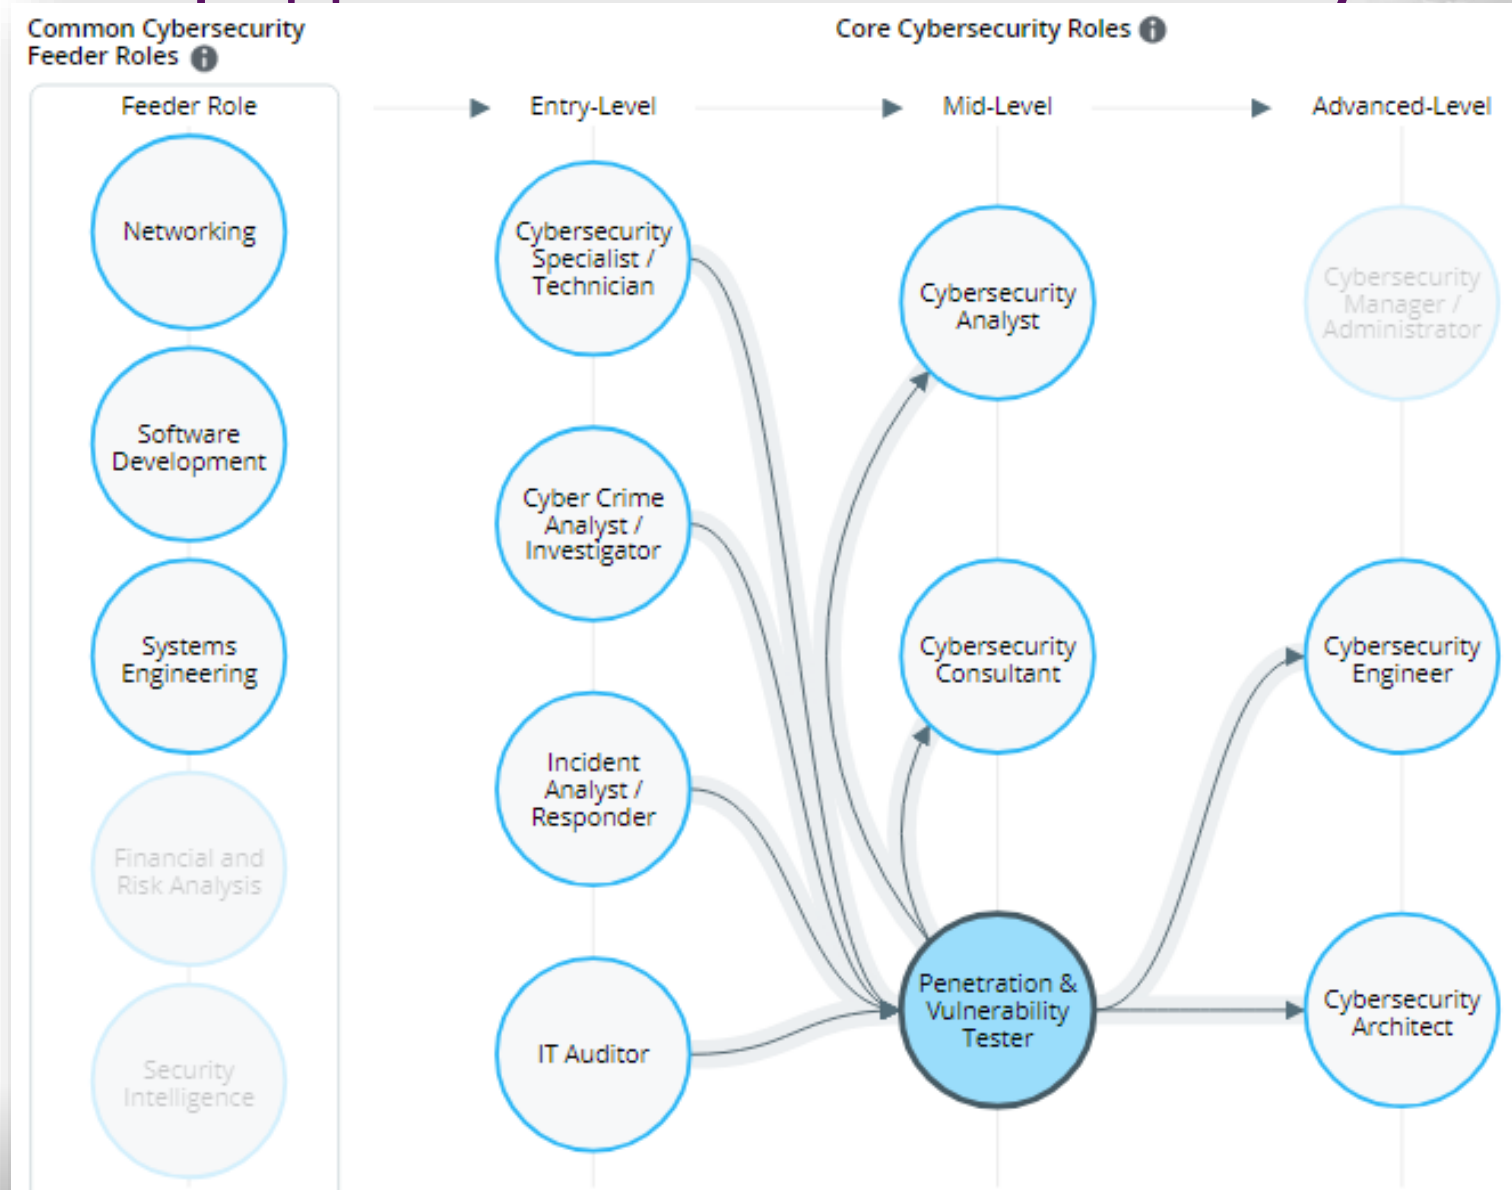 Common Cybersecurity
Feeder Roles
Core Cybersecurity Roles
Feeder Role
Entry-Level
Mid-Level
Advanced-Level
Networking
Software
Development
Systems
Engineering
Financial and
Risk Analysis
Security
Intelligence
Cybersecurity
Specialist /
Technician
Cyber Crime
Analyst /
Investigator
Incident
Analyst /
Responder
IT Auditor
Cybersecurity
Analyst
Cybersecurity
Consultant
Penetration &
Vulnerability
Tester
Cybersecurity
Manager /
Administrator
Cybersecurity
Engineer
Cybersecurity
Architect